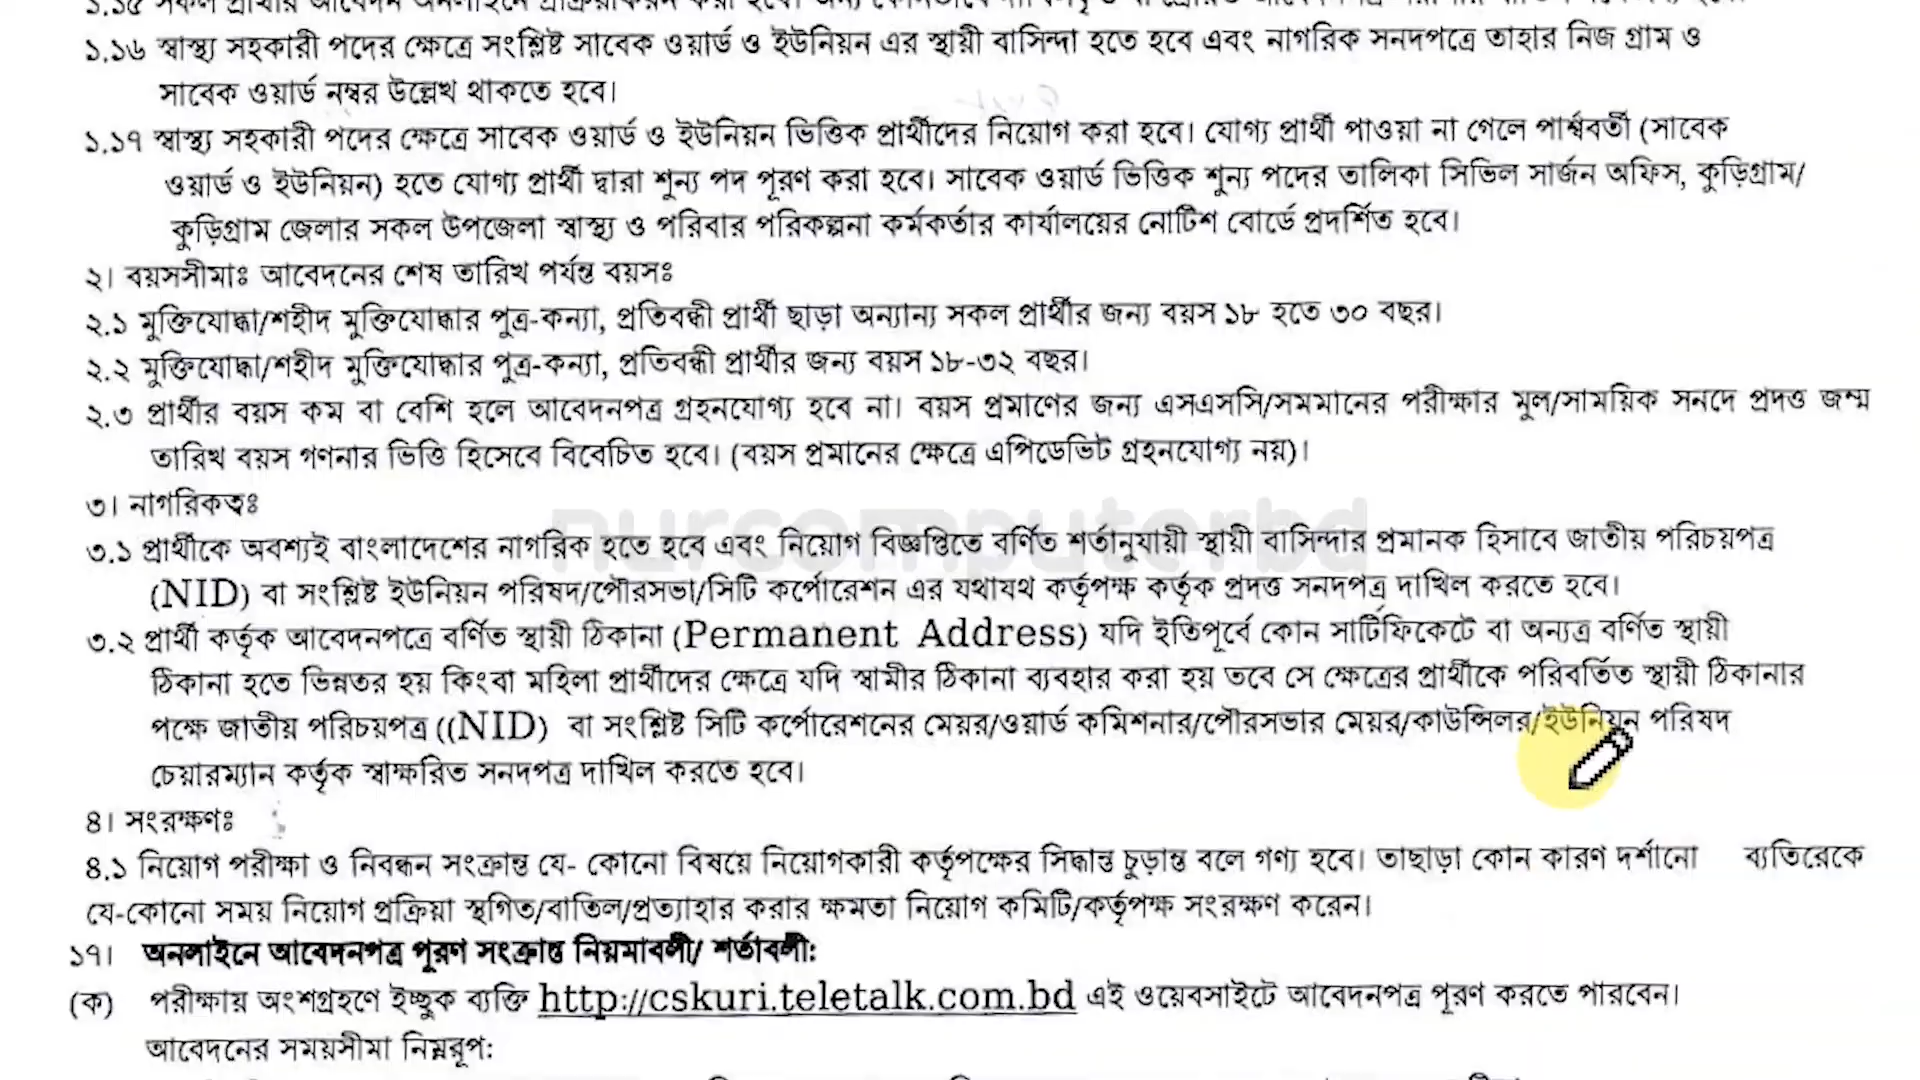 ১.১৬ স্বাস্থ্য সহকারী পদের ক্ষেত্রে সংশ্লিষ্ট সাবেক ওয়ার্ড ও ইউনিয়ন এর স্থায়ী বাসিন্দা হতে হবে এবং নাগরিক সনদপত্রে তাহার নিজ গ্রাম ও
সাবেক ওয়ার্ড নম্বর উল্লেখ থাকতে হবে।
১.১৭ স্বাস্থ্য সহকারী পদের ক্ষেত্রে সাবেক ওয়ার্ড ও ইউনিয়ন ভিত্তিক প্রার্থীদের নিয়োগ করা হবে। যোগ্য প্রার্থী পাওয়া না গেলে পার্শ্ববর্তী (সাবেক
ওয়ার্ড ও ইউনিয়ন) হতে যোগ্য প্রার্থী দ্বারা শুন্য পদ পূরণ করা হবে। সাবেক ওয়ার্ড ভিত্তিক শুন্য পদের তালিকা সিভিল সার্জন অফিস, কুড়িগ্রাম/
কুড়িগ্রাম জেলার সকল উপজেলা স্বাস্থ্য ও পরিবার পরিকল্পনা কর্মকর্তার কার্যালয়ের নোটিশ বোর্ডে প্রদর্শিত হবে।
২। বয়সসীমাঃ আবেদনের শেষ তারিখ পর্যন্ত বয়সঃ
২.১ মুক্তিযোদ্ধা/শহীদ মুক্তিযোদ্ধার পুত্র-কন্যা, প্রতিবন্ধী প্রার্থী ছাড়া অন্যান্য সকল প্রার্থীর জন্য বয়স ১৮ হতে ৩০ বছর।
২.২ মুক্তিযোদ্ধা/শহীদ মুক্তিযোদ্ধার পুত্র-কন্যা, প্রতিবন্ধী প্রার্থীর জন্য বয়স ১৮-৩২ বছর।
২.৩ প্রার্থীর বয়স কম বা বেশি হলে আবেদনপত্র গ্রহনযোগ্য হবে না। বয়স প্রমাণের জন্য এসএসসি/সমমানের পরীক্ষার মুল/সাময়িক সনদে প্রদত্ত জন্ম
তারিখ বয়স গণনার ভিত্তি হিসেবে বিবেচিত হবে। (বয়স প্রমানের ক্ষেত্রে এপিডেভিট গ্রহনযোগ্য নয়)।
৩। নাগরিকত্বঃ
nurcomputerbd
৩.১ প্রার্থীকে অবশ্যই বাংলাদেশের নাগরিক হতে হবে এবং নিয়োগ বিজ্ঞপ্তিতে বর্ণিত শর্তানুযায়ী স্থায়ী বাসিন্দার প্রমানক হিসাবে জাতীয় পরিচয়পত্র
(NID) বা সংশ্লিষ্ট ইউনিয়ন পরিষদ/পৌরসভা/সিটি কর্পোরেশন এর যথাযথ কর্তৃপক্ষ কর্তৃক প্রদত্ত সনদপত্র দাখিল করতে হবে।
৩.২ প্রার্থী কর্তৃক আবেদনপত্রে বর্ণিত স্থায়ী ঠিকানা (Permanent Address) যদি ইতিপূর্বে কোন সার্টিফিকেটে বা অন্যত্র বর্ণিত স্থায়ী
ঠিকানা হতে ভিন্নতর হয় কিংবা মহিলা প্রার্থীদের ক্ষেত্রে যদি স্বামীর ঠিকানা ব্যবহার করা হয় তবে সে ক্ষেত্রের প্রার্থীকে পরিবর্তিত স্থায়ী ঠিকানার
পক্ষে জাতীয় পরিচয়পত্র ((NID) বা সংশ্লিষ্ট সিটি কর্পোরেশনের মেয়র/ওয়ার্ড কমিশনার/পৌরসভার মেয়র/কাউন্সিলর/ইউনিয়ন পরিষদ
চেয়ারম্যান কর্তৃক স্বাক্ষরিত সনদপত্র দাখিল করতে হবে।
৪। সংরক্ষণঃ
৪.১ নিয়োগ পরীক্ষা ও নিবন্ধন সংক্রান্ত যে- কোনো বিষয়ে নিয়োগকারী কর্তৃপক্ষের সিদ্ধান্ত চুড়ান্ত বলে গণ্য হবে। তাছাড়া কোন কারণ দর্শানো ব্যতিরেকে
যে-কোনো সময় নিয়োগ প্রক্রিয়া স্থগিত/বাতিল/প্রত্যাহার করার ক্ষমতা নিয়োগ কমিটি/কর্তৃপক্ষ সংরক্ষণ করেন।
১৭। অনলাইনে আবেদনপত্র পূরণ সংক্রান্ত নিয়মাবলী/ শর্তাবলী:
(ক) পরীক্ষায় অংশগ্রহণে ইচ্ছুক ব্যক্তি http://cskuri.teletalk.com.bd এই ওয়েবসাইটে আবেদনপত্র পূরণ করতে পারবেন।
আবেদনের সময়সীমা নিম্নরূপ: